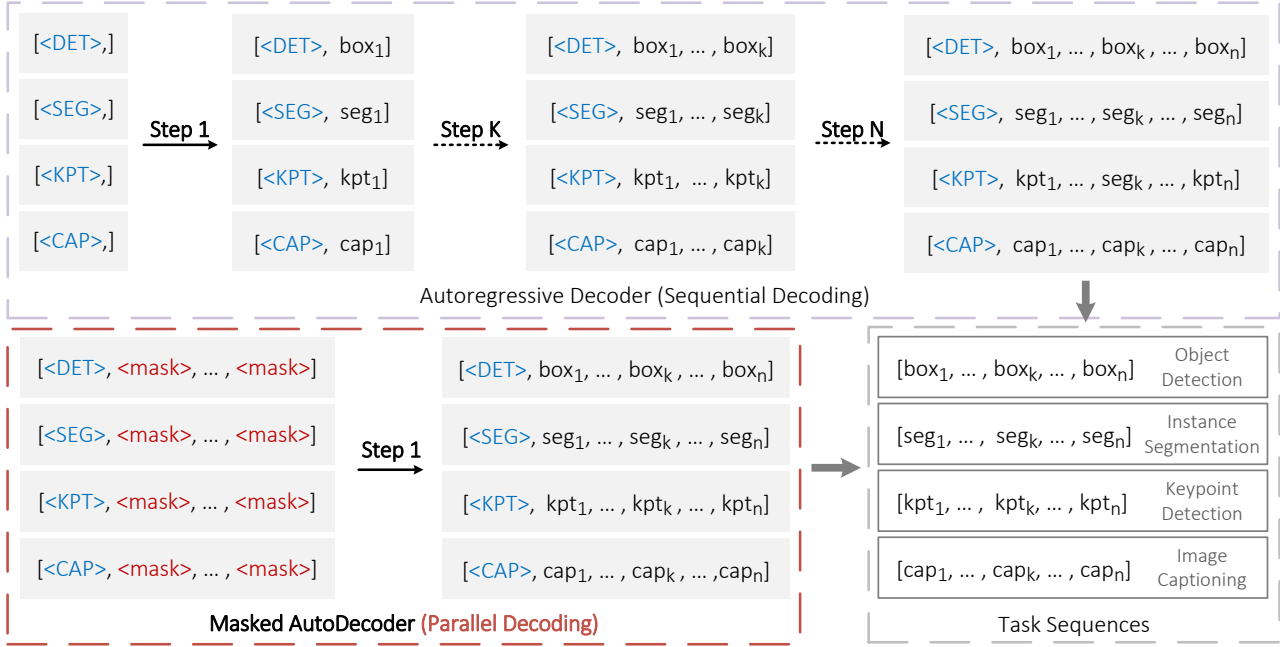 [<DET>,]
[<SEG>,]
[<KPT>,]
[<CAP>,]
Step 1
[<DET>, box1]
[<SEG>, seg1]
[<KPT>, kpt1]
[<CAP>, cap1]
Step K
[<DET>, box1, ... , boxk]
[<SEG>, seg1, ... , segk]
[<KPT>, kpt1, ... , kptk]
[<CAP>, cap1, ... , capk]
Step N
[<DET>, box1, ... , boxk , ... , boxn]
[<SEG>, seg1, ... , segk , ... , segn]
[<KPT>, kpt1, ... , segk , ... , kptn]
[<CAP>, cap1, ... , capk , ... , capn]
Autoregressive Decoder (Sequential Decoding)
[<DET>, <mask>, ... , <mask>]
[<SEG>, <mask>, ... , <mask>]
[<KPT>, <mask>, ... , <mask>]
[<CAP>, <mask>, ... , <mask>]
Step 1
[<DET>, box1, ... , boxk , ... , boxn]
[<SEG>, seg1, ... , segk , ... , segn]
[<KPT>, kpt1, ... , kptk , ... , kptn]
[<CAP>, cap1, ... , capk , ... ,capn]
Masked AutoDecoder (Parallel Decoding)
[box1, ... , boxk, ... , boxn]
Object
Detection
[seg1, ... , segk, ... , segn]
Instance
Segmentation
[kpt1, ... , kptk, ... , kptn]
Keypoint
Detection
[cap1, ... , capk, ... , capn]
Image
Captioning
Task Sequences